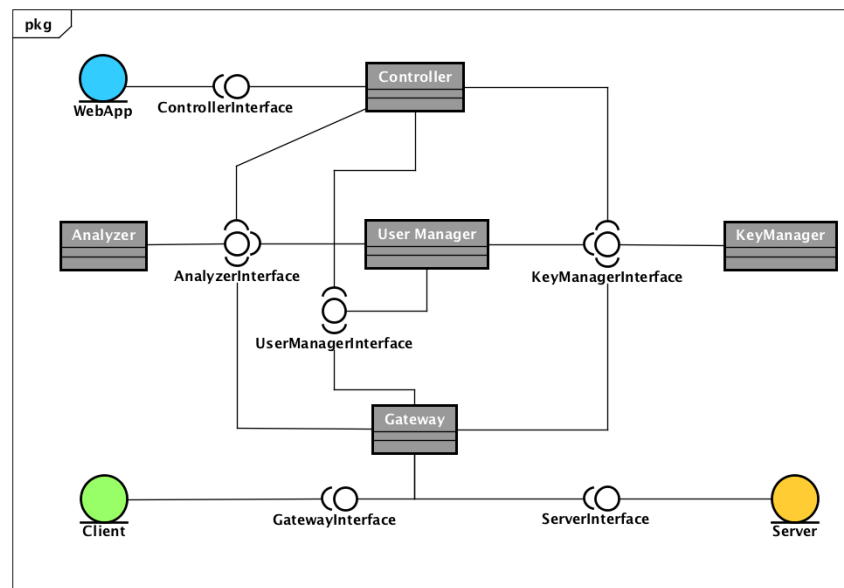 pkg
Controller
WebApp
ControllerInterface
Analyzer
User Manager
KeyManager
AnalyzerInterface
KeyManagerInterface
UserManagerInterface
Gateway
Client
GatewayInterface
ServerInterface
Server